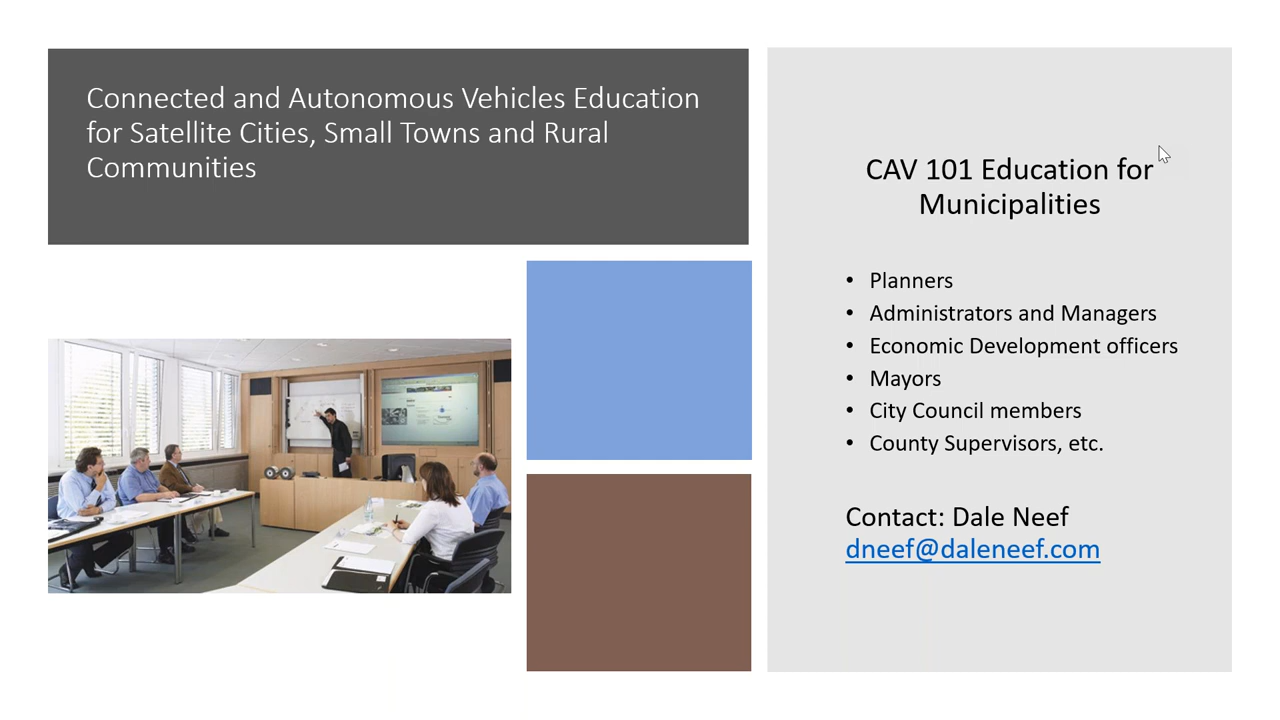 Connected and Autonomous Vehicles Education
for Satellite Cities, Small Towns and Rural
Communities
CAV 101 Education for
Municipalities
• Planners
• Administrators and Managers
• Economic Development officers
• Mayors
• City Council members
• County Supervisors, etc.
Contact: Dale Neef
dneef@daleneef.com